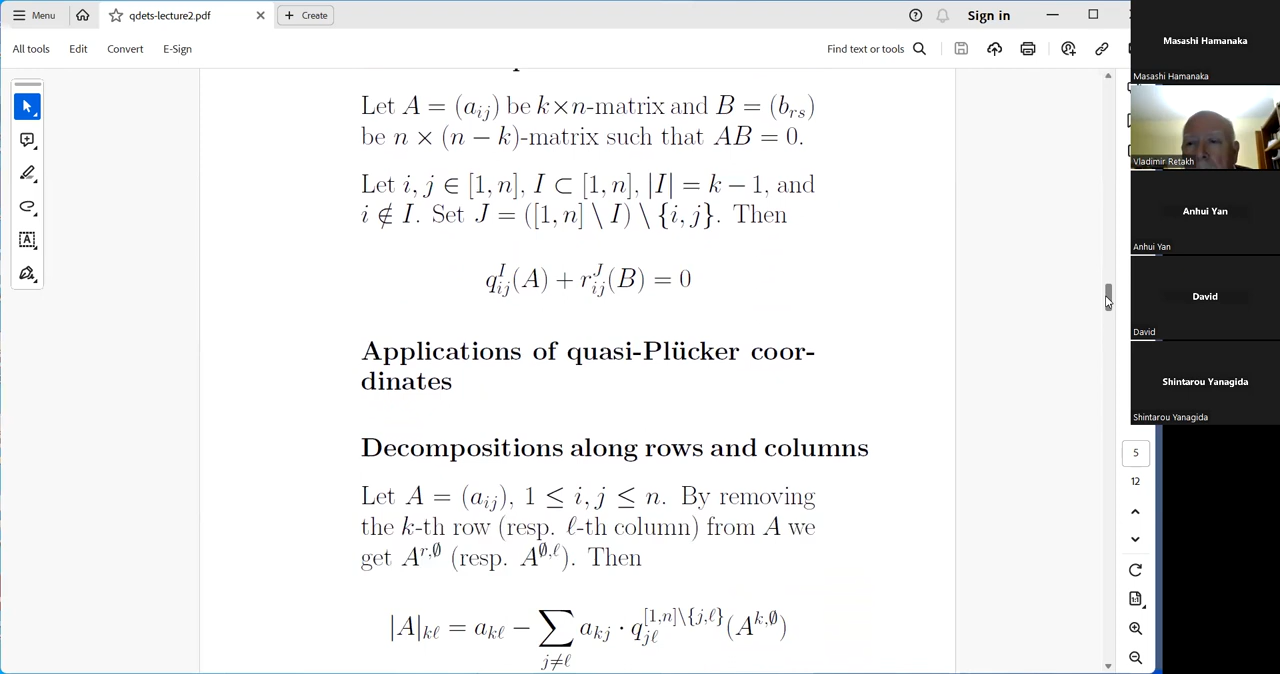 Menu
qdets-lecture2.pdf
Create
Sign in
All tools
Edit
Convert
E-Sign
Find text or tools
Let A = (a_{ij}) be k×n-matrix and B = (b_{rs})
be n × (n − k)-matrix such that AB = 0.
Let i, j ∈ [1, n], I ⊂ [1, n], |I| = k − 1, and
i ∉ I. Set J = ([1, n] \ I) \ {i, j}. Then
q_{ij}^{I}(A) + r_{ij}^{J}(B) = 0
Applications of quasi-Plücker coor-
dinates
Decompositions along rows and columns
Let A = (a_{ij}), 1 ≤ i, j ≤ n. By removing
the k-th row (resp. ℓ-th column) from A we
get A^{r,∅} (resp. A^{∅,ℓ}). Then
|A|_{kℓ} = a_{kℓ} − ∑_{j≠ℓ} a_{kj} · q_{jℓ}^{[1,n]\{j,ℓ}}(A^{k,∅})
5
12
Masashi Hamanaka
Masashi Hamanaka
Vladimir Retakh
Anhui Yan
Anhui Yan
David
David
Shintarou Yanagida
Shintarou Yanagida